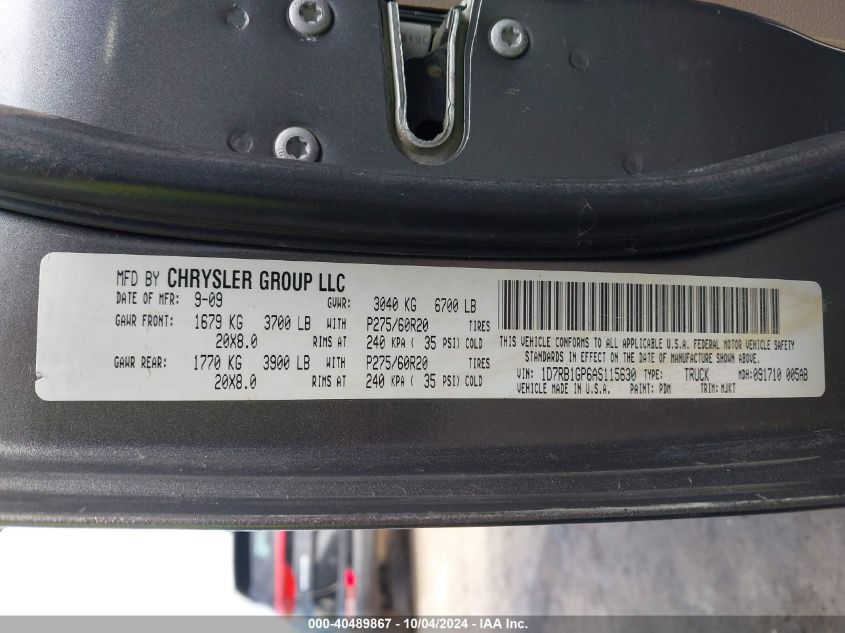 MFD BY CHRYSLER GROUP LLC
DATE OF MFR: 9-09 GVWR: 3040 KG 6700 LB
GAWR FRONT: 1679 KG 3700 LB WITH P275/60R20 TIRES
20X8.0 RIMS AT 240 KPA ( 35 PSI) COLD
GAWR REAR: 1770 KG 3900 LB WITH P275/60R20 TIRES
20X8.0 RIMS AT 240 KPA ( 35 PSI) COLD
THIS VEHICLE CONFORMS TO ALL APPLICABLE U.S.A. FEDERAL MOTOR VEHICLE SAFETY
STANDARDS IN EFFECT ON THE DATE OF MANUFACTURE SHOWN ABOVE.
VIN: 1D7RB1GP6AS115630 TYPE: TRUCK MDH:091710 005AB
VEHICLE MADE IN U.S.A. PAINT: PDM TRIM: MJKT
000-40489867 - 10/04/2024 - IAA Inc.